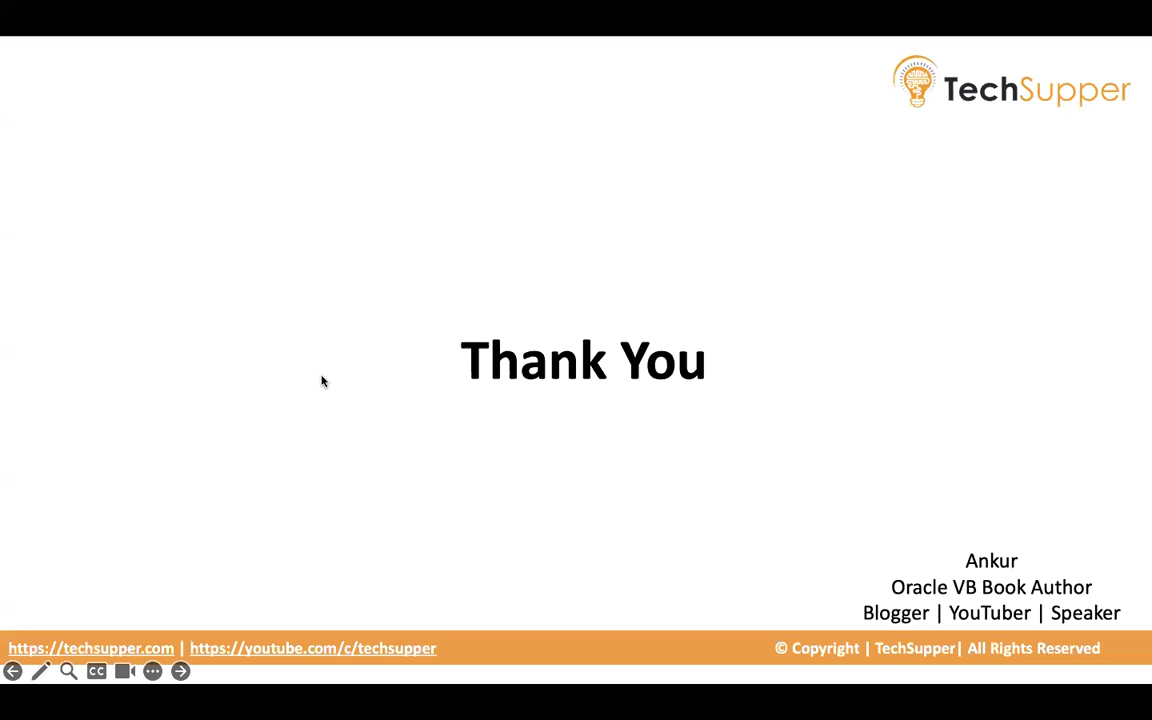 TechSupper
Thank You
Ankur
Oracle VB Book Author
Blogger | YouTuber | Speaker
https://techsupper.com | https://youtube.com/c/techsupper
© Copyright | TechSupper| All Rights Reserved
CC